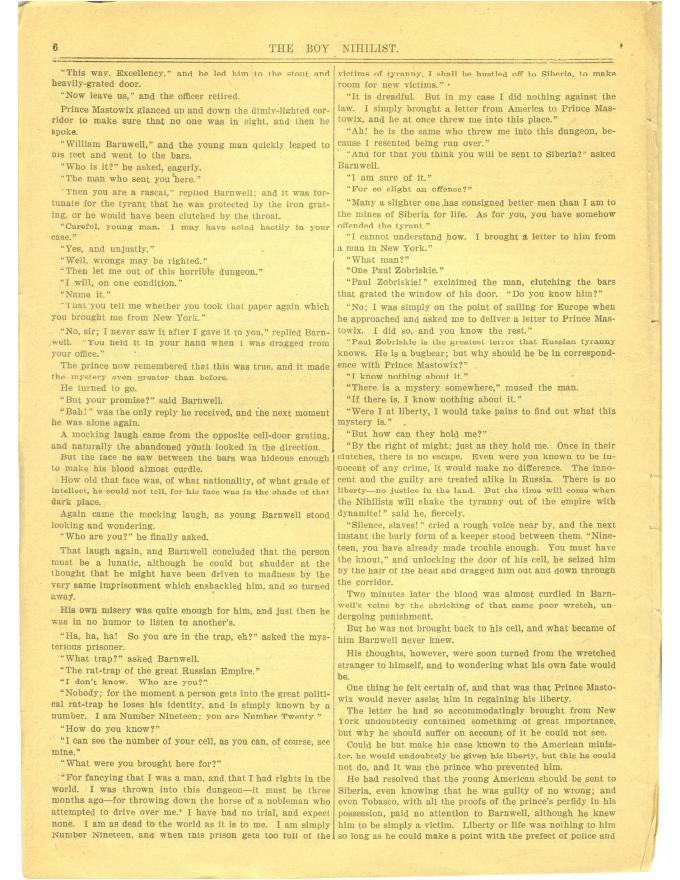 6
THE BOY NIHILIST.
"This way, Excellency," and he led him to the stout and
heavily-grated door.
"Now leave us," and the officer retired.
Prince Mastowix glanced up and down the dimly-lighted cor-
ridor to make sure that no one was in sight, and then he
spoke.
"William Barnwell," and the young man quickly leaped to
his feet and went to the bars.
"Who is it?" he asked, eagerly.
"The man who sent you here."
"Then you are a rascal," replied Barnwell; and it was for-
tunate for the tyrant that he was protected by the iron grat-
ing, or he would have been clutched by the throat.
"Careful, young man. I may have acted hastily in your
case."
"Yes, and unjustly."
"Well, wrongs may be righted."
"Then let me out of this horrible dungeon."
"I will, on one condition."
"Name it."
"That you tell me whether you took that paper again which
you brought me from New York."
"No, sir; I never saw it after I gave it to you," replied Barn-
well. "You held it in your hand when I was dragged from
your office."
The prince now remembered that this was true, and it made
the mystery even greater than before.
He turned to go.
"But your promise?" said Barnwell.
"Bah!" was the only reply he received, and the next moment
he was alone again.
A mocking laugh came from the opposite cell-door grating,
and naturally the abandoned youth looked in the direction.
But the face he saw between the bars was hideous enough
to make his blood almost curdle.
How old that face was, of what nationality, of what grade of
intellect, he could not tell, for his face was in the shade of that
dark place.
Again came the mocking laugh, as young Barnwell stood
looking and wondering.
"Who are you?" he finally asked.
That laugh again, and Barnwell concluded that the person
must be a lunatic, although he could but shudder at the
thought that he might have been driven to madness by the
very same imprisonment which enshackled him, and so turned
away.
His own misery was quite enough for him, and just then he
was in no humor to listen to another's.
"Ha, ha, ha! So you are in the trap, eh?" asked the mys-
terious prisoner.
"What trap?" asked Barnwell.
"The rat-trap of the great Russian Empire."
"I don't know. Who are you?"
"Nobody; for the moment a person gets into the great politi-
cal rat-trap he loses his identity, and is simply known by a
number. I am Number Nineteen; you are Number Twenty."
"How do you know?"
"I can see the number of your cell, as you can, of course, see
mine."
"What were you brought here for?"
"For fancying that I was a man, and that I had rights in the
world. I was thrown into this dungeon—it must be three
months ago—for throwing down the horse of a nobleman who
attempted to drive over me. I have had no trial, and expect
none. I am as dead to the world as it is to me. I am simply
Number Nineteen, and when this prison gets too full of the
victims of tyranny, I shall be hustled off to Siberia, to make
room for new victims."
"It is dreadful. But in my case I did nothing against the
law. I simply brought a letter from America to Prince Mas-
towix, and he at once threw me into this place."
"Ah! he is the same who threw me into this dungeon, be-
cause I resented being run over."
"And for that you think you will be sent to Siberia?" asked
Barnwell.
"I am sure of it."
"For so slight an offence?"
"Many a slighter one has consigned better men than I am to
the mines of Siberia for life. As for you, you have somehow
offended the tyrant."
"I cannot understand how. I brought a letter to him from
a man in New York."
"What man?"
"One Paul Zobriskie."
"Paul Zobriskie!" exclaimed the man, clutching the bars
that grated the window of his door. "Do you know him?"
"No; I was simply on the point of sailing for Europe when
he approached and asked me to deliver a letter to Prince Mas-
towix. I did so, and you know the rest."
"Paul Zobriskie is the greatest terror that Russian tyranny
knows. He is a bugbear; but why should he be in correspond-
ence with Prince Mastowix?"
"I know nothing about it."
"There is a mystery somewhere," mused the man.
"If there is, I know nothing about it."
"Were I at liberty, I would take pains to find out what this
mystery is."
"But how can they hold me?"
"By the right of might; just as they hold me. Once in their
clutches, there is no escape. Even were you known to be in-
nocent of any crime, it would make no difference. The inno-
cent and the guilty are treated alike in Russia. There is no
liberty—no justice in the land. But the time will come when
the Nihilists will shake the tyranny out of the empire with
dynamite!" said he, fiercely.
"Silence, slaves!" cried a rough voice near by, and the next
instant the burly form of a keeper stood between them. "Nine-
teen, you have already made trouble enough. You must have
the knout," and unlocking the door of his cell, he seized him
by the hair of the head and dragged him out and down through
the corridor.
Two minutes later the blood was almost curdled in Barn-
well's veins by the shrieking of that same poor wretch, un-
dergoing punishment.
But he was not brought back to his cell, and what became of
him Barnwell never knew.
His thoughts, however, were soon turned from the wretched
stranger to himself, and to wondering what his own fate would
be.
One thing he felt certain of, and that was that Prince Masto-
wix would never assist him in regaining his liberty.
The letter he had so accommodatingly brought from New
York undoubtedly contained something of great importance,
but why he should suffer on account of it he could not see.
Could he but make his case known to the American minis-
ter, he would undoubtedly be given his liberty, but this he could
not do, and it was the prince who prevented him.
He had resolved that the young American should be sent to
Siberia, even knowing that he was guilty of no wrong; and
even Tobasco, with all the proofs of the prince's perfidy in his
possession, paid no attention to Barnwell, although he knew
him to be simply a victim. Liberty or life was nothing to him
so long as he could make a point with the prefect of police and